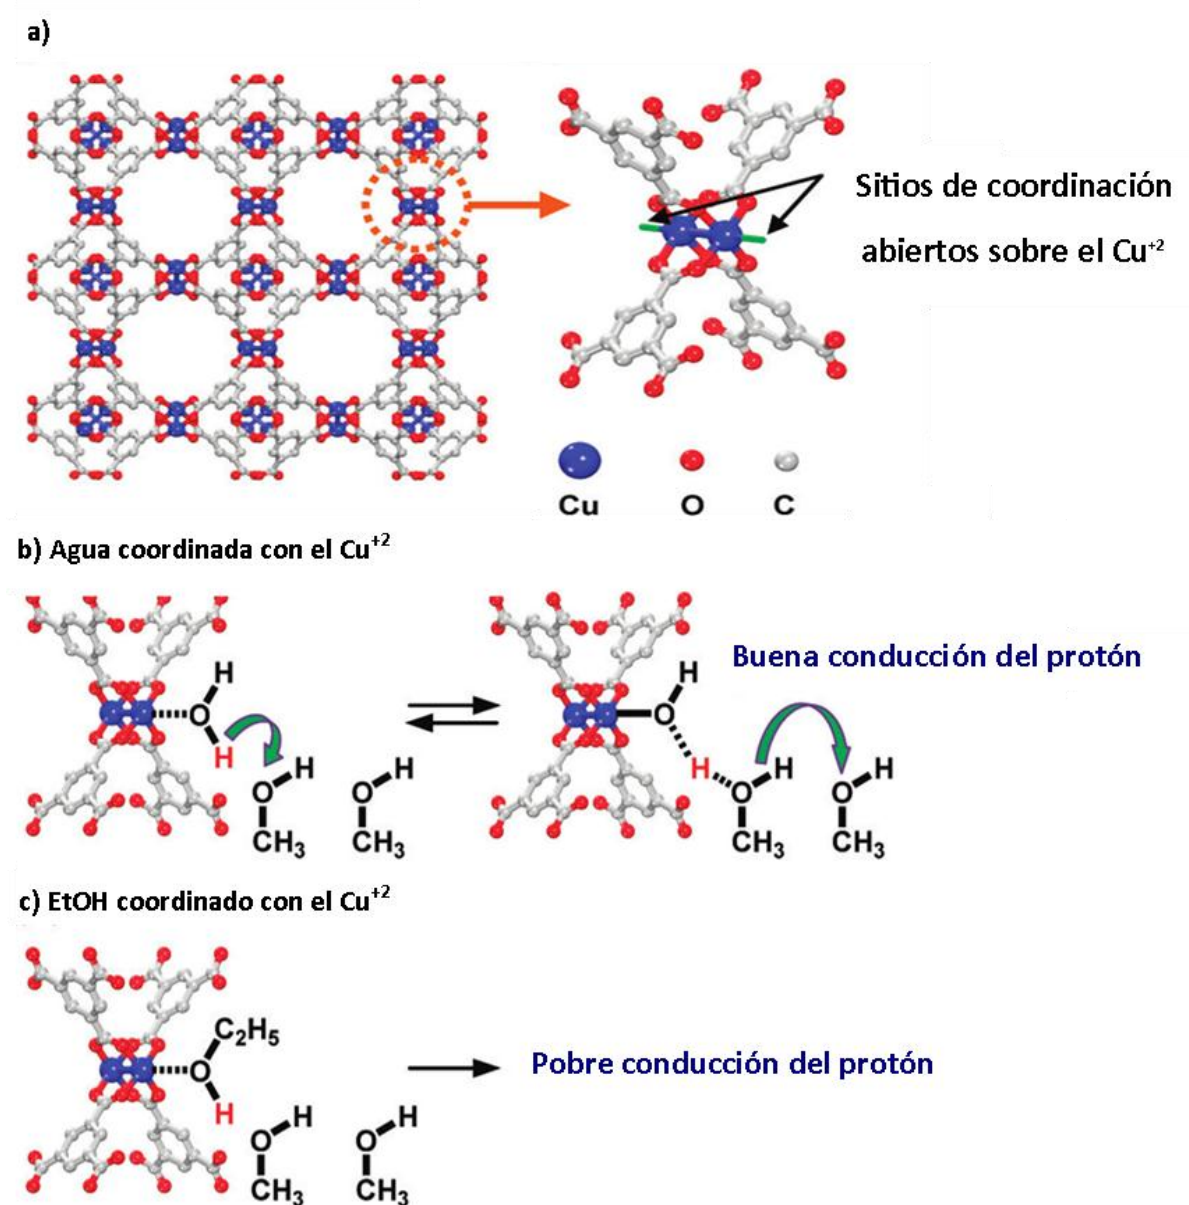 a)
Sitios de coordinación
abiertos sobre el Cu+2
Cu O C
b) Agua coordinada con el Cu+2
H
O
H
O H
CH3
O H
CH3
H
O
H
O H
CH3
O H
CH3
Buena conducción del protón
c) EtOH coordinado con el Cu+2
C2H5
O
H
O H
CH3
O H
CH3
Pobre conducción del protón